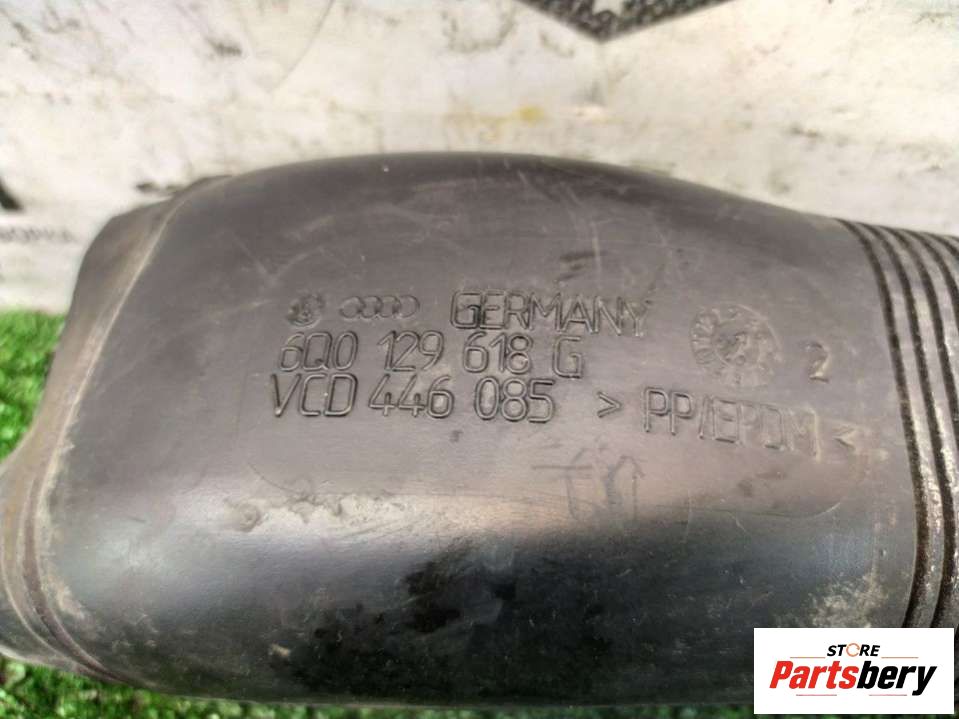 GERMANY
6Q0 129 618 G
2
VCD 446 085 >PP/EPDM<
STORE
Partsbery